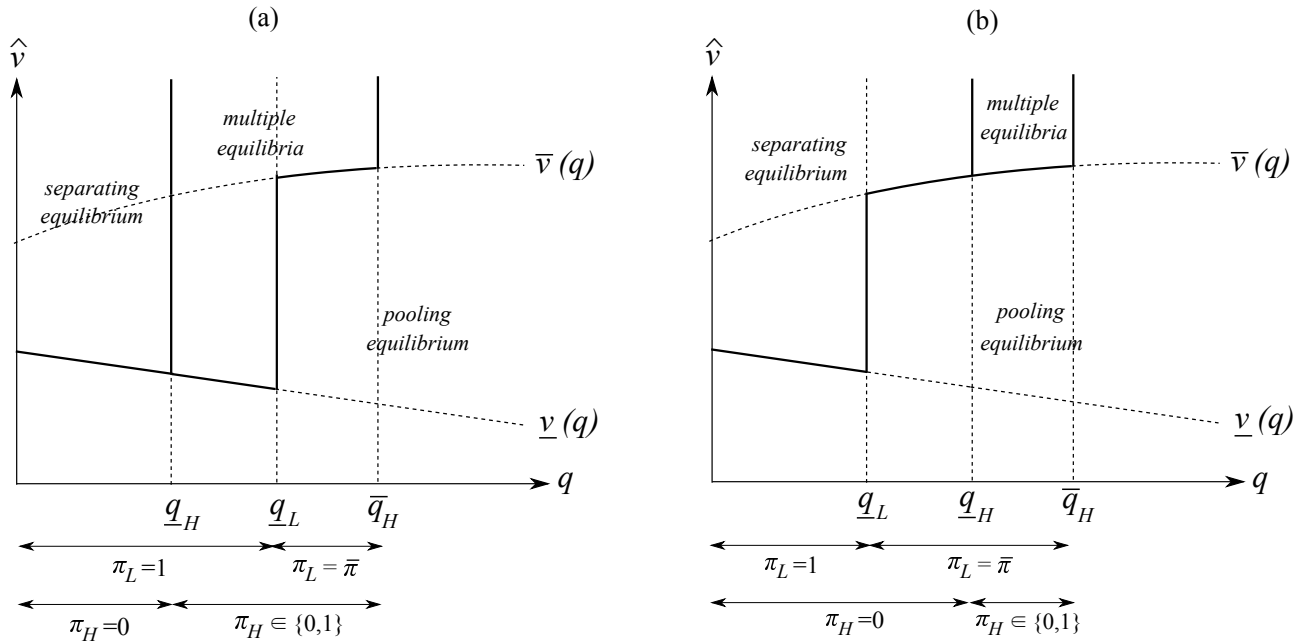 (a)
v̂
multiple
equilibria
v̅ (q)
separating
equilibrium
pooling
equilibrium
v̲ (q)
q
q̲_H
q̲_L
q̅_H
π_L=1
π_L = π̅
π_H=0
π_H ∈ {0,1}
(b)
v̂
multiple
equilibria
separating
equilibrium
v̅ (q)
pooling
equilibrium
v̲ (q)
q
q̲_L
q̲_H
q̅_H
π_L=1
π_L = π̅
π_H=0
π_H ∈ {0,1}